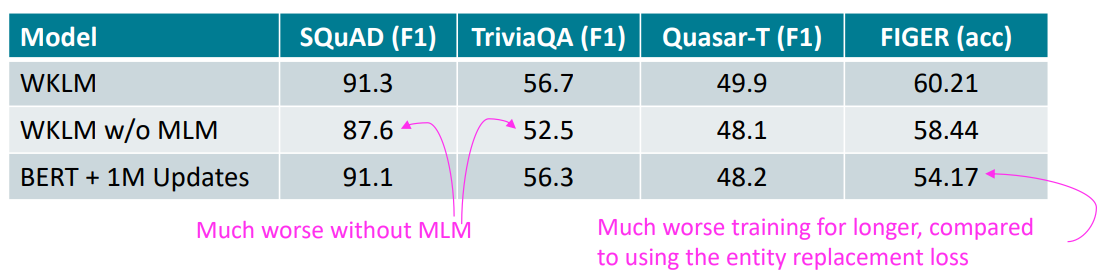 Model SQuAD (F1) TriviaQA (F1) Quasar-T (F1) FIGER (acc)
WKLM 91.3 56.7 49.9 60.21
WKLM w/o MLM 87.6 52.5 48.1 58.44
BERT + 1M Updates 91.1 56.3 48.2 54.17
Much worse without MLM
Much worse training for longer, compared
to using the entity replacement loss